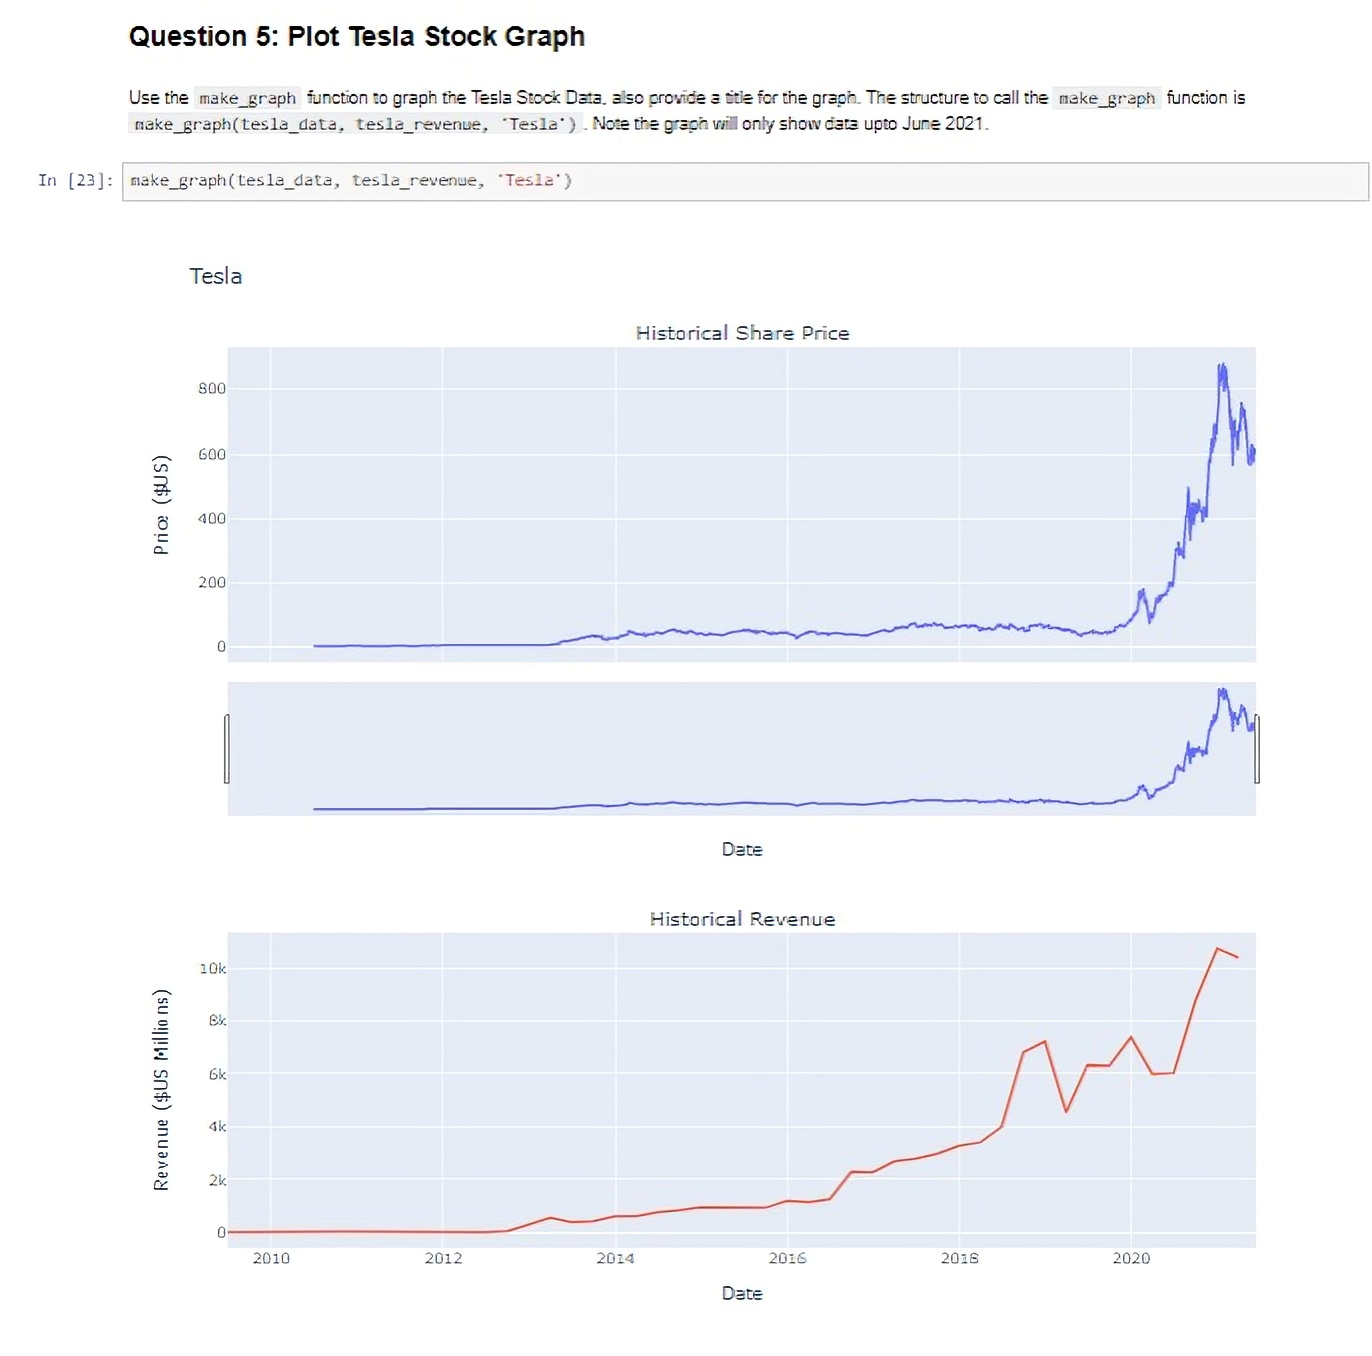 Question 5: Plot Tesla Stock Graph
Use the make_graph function to graph the Tesla Stock Data, also provide a title for the graph. The structure to call the make_graph function is
make_graph(tesla_data, tesla_revenue, 'Tesla') . Note the graph will only show data upto June 2021.
In [23]: make_graph(tesla_data, tesla_revenue, 'Tesla')
Tesla
Historical Share Price
800
600
400
200
0
Price ($US)
Date
Historical Revenue
10k
8k
6k
4k
2k
0
Revenue ($US Millions)
2010 2012 2014 2016 2018 2020
Date